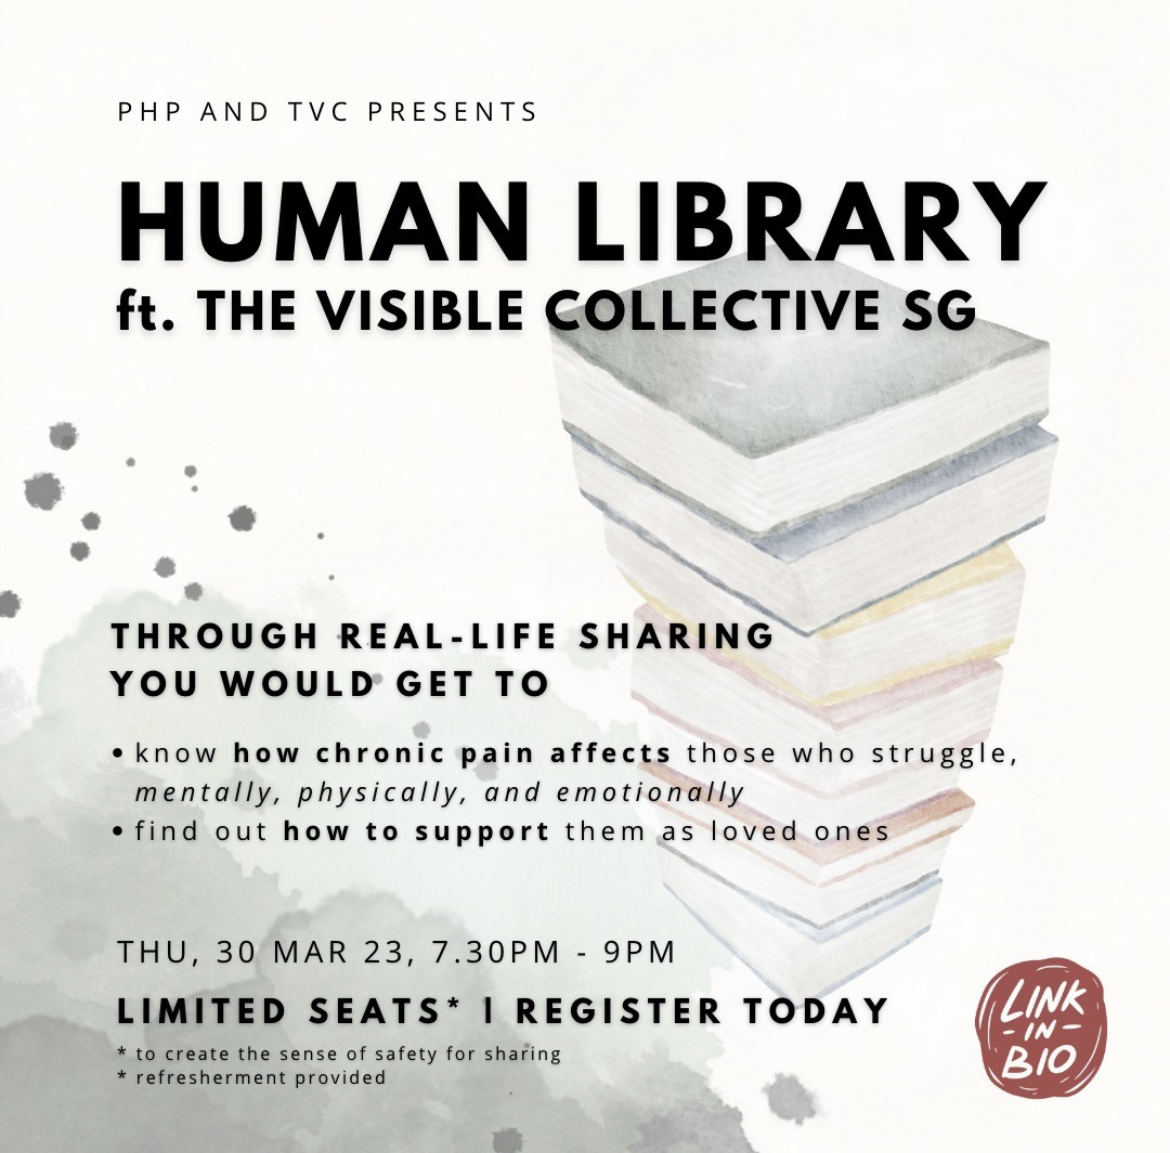 PHP AND TVC PRESENTS
HUMAN LIBRARY
ft. THE VISIBLE COLLECTIVE SG
THROUGH REAL-LIFE SHARING
YOU WOULD GET TO
• know how chronic pain affects those who struggle,
mentally, physically, and emotionally
• find out how to support them as loved ones
THU, 30 MAR 23, 7.30PM - 9PM
LIMITED SEATS* | REGISTER TODAY
* to create the sense of safety for sharing
* refresherment provided
LINK
-IN-
BIO